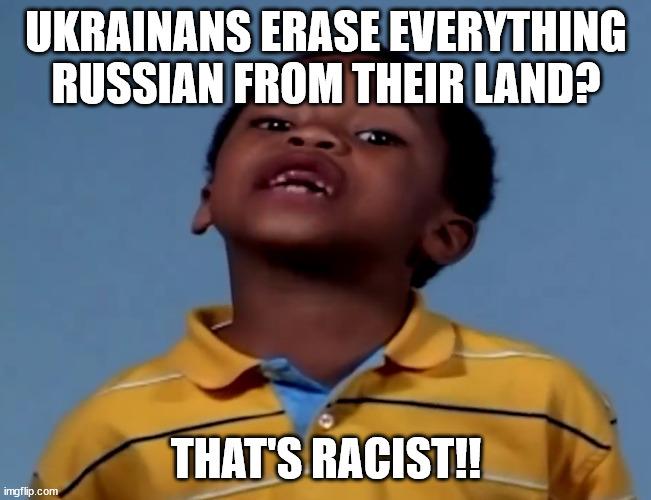 UKRAINANS ERASE EVERYTHING
RUSSIAN FROM THEIR LAND?
THAT'S RACIST!!
imgflip.com